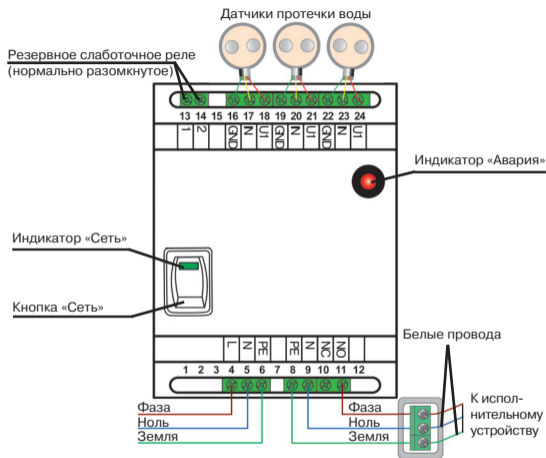 Датчики протечки воды
Резервное слаботочное реле
(нормально разомкнутое)
13 14 15 16 17 18 19 20 21 22 23 24
1 2 GND N U1 GND N U1 GND N U1
Индикатор «Авария»
Индикатор «Сеть»
Кнопка «Сеть»
L N PE PE N NC NO
1 2 3 4 5 6 7 8 9 10 11 12
Белые провода
Фаза
Ноль
Земля
Фаза
Ноль
Земля
К испол-
нительному
устройству